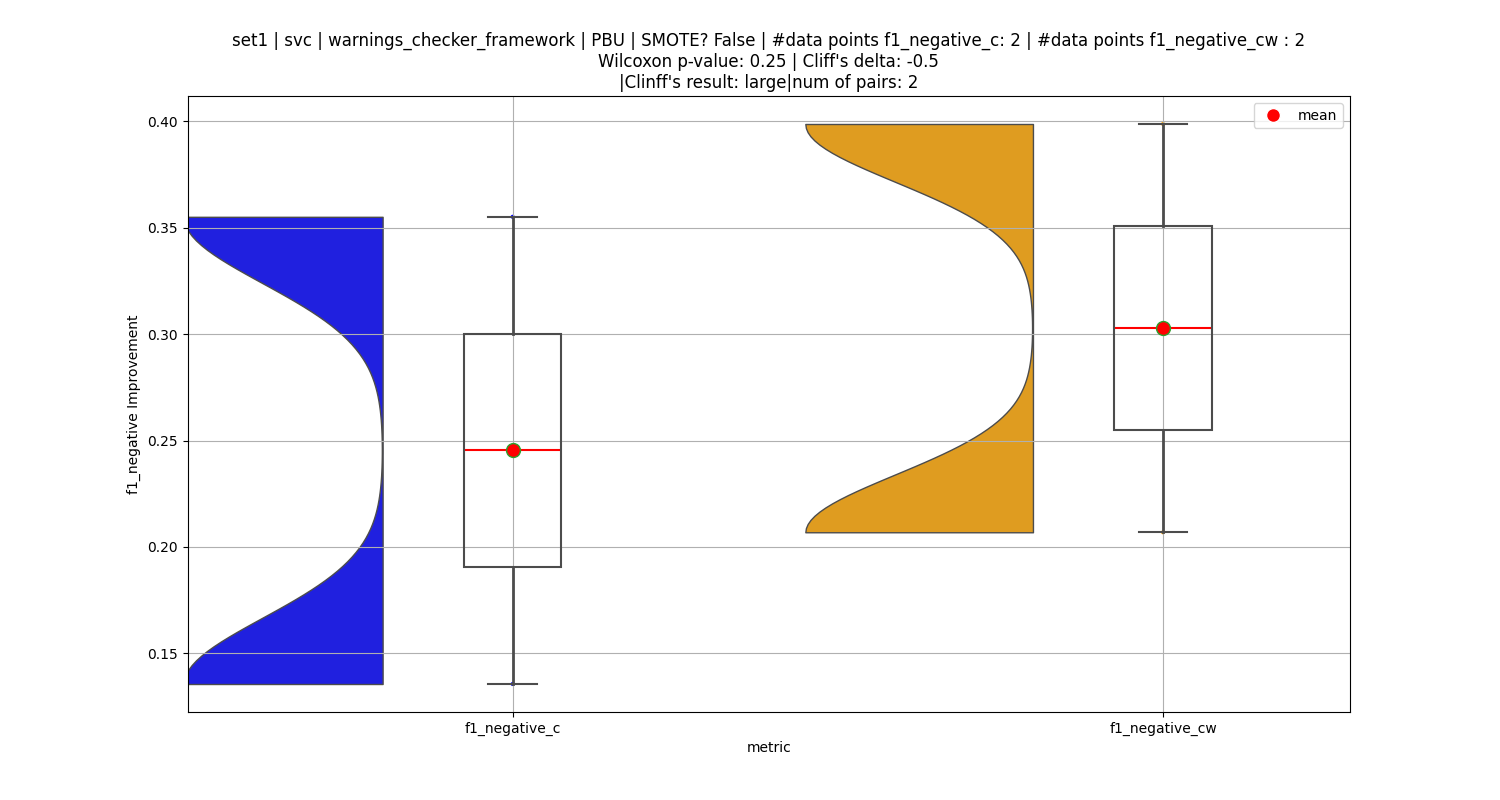 set1 | svc | warnings_checker_framework | PBU | SMOTE? False | #data points f1_negative_c: 2 | #data points f1_negative_cw : 2
Wilcoxon p-value: 0.25 | Cliff's delta: -0.5
|Clinff's result: large|num of pairs: 2
mean
0.40
0.35
0.30
0.25
0.20
0.15
f1_negative Improvement
f1_negative_c
f1_negative_cw
metric